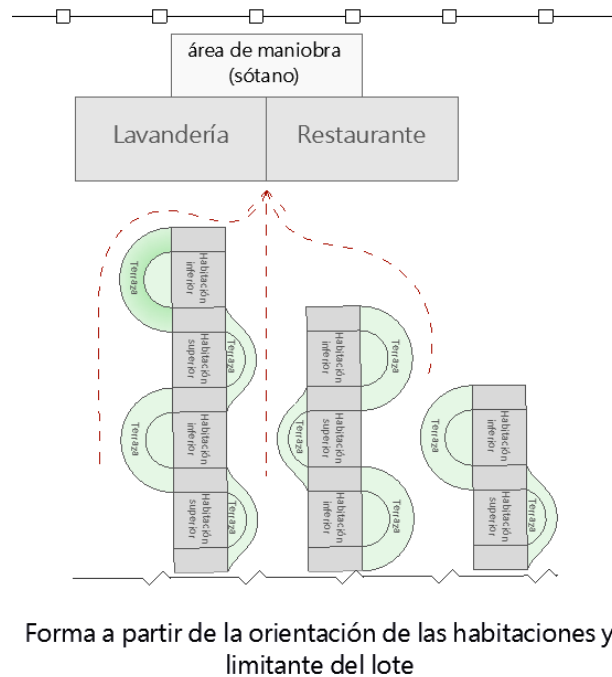 área de maniobra
(sótano)
Lavandería
Restaurante
Terraza
Habitación
inferior
Habitación
superior
Terraza
Terraza
Habitación
inferior
Habitación
superior
Terraza
Habitación
inferior
Terraza
Terraza
Habitación
superior
Habitación
inferior
Terraza
Terraza
Habitación
inferior
Habitación
superior
Terraza
Forma a partir de la orientación de las habitaciones y
limitante del lote